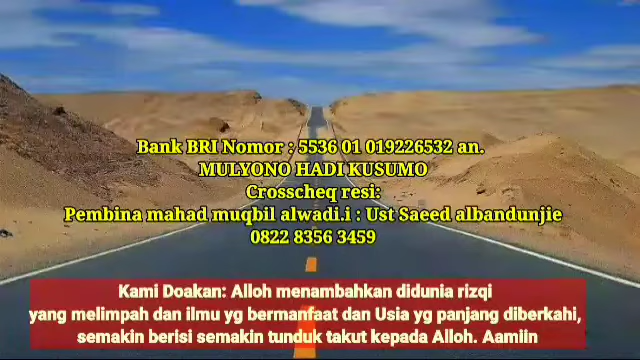 Bank BRI Nomor : 5536 01 019226532 an.
MULYONO HADI KUSUMO
Crosscheq resi:
Pembina mahad muqbil alwadi.i : Ust Saeed albandunjie
0822 8356 3459
Kami Doakan: Alloh menambahkan didunia rizqi
yang melimpah dan ilmu yg bermanfaat dan Usia yg panjang diberkahi,
semakin berisi semakin tunduk takut kepada Alloh. Aamiin